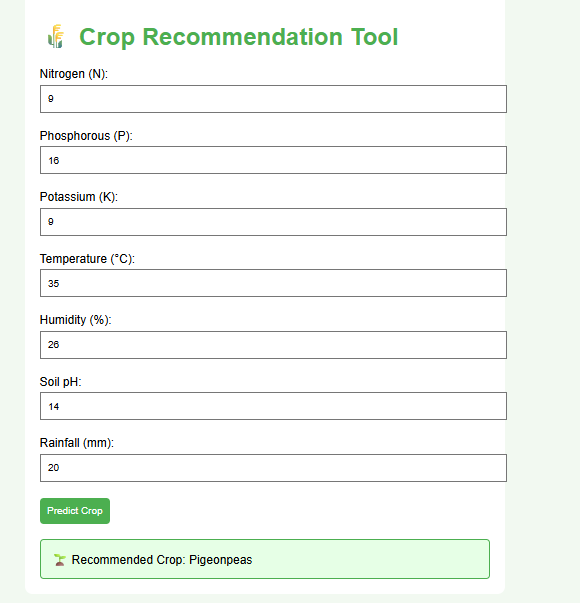 Crop Recommendation Tool
Nitrogen (N):
9
Phosphorous (P):
16
Potassium (K):
9
Temperature (°C):
35
Humidity (%):
26
Soil pH:
14
Rainfall (mm):
20
Predict Crop
Recommended Crop: Pigeonpeas